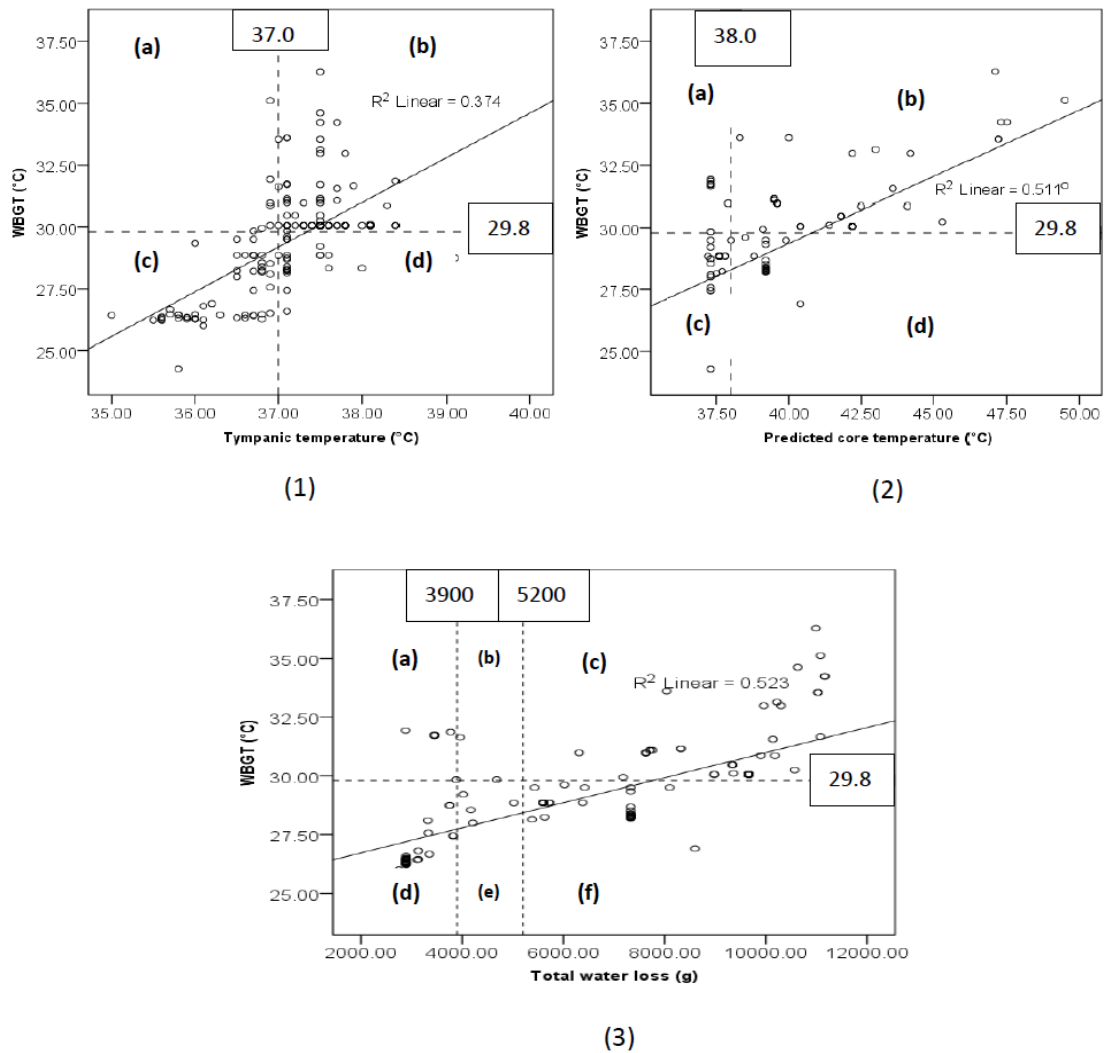 37.0
(a)
(b)
R² Linear = 0.374
29.8
(c)
(d)
37.50
35.00
32.50
30.00
27.50
25.00
WBGT (°C)
35.00 36.00 37.00 38.00 39.00 40.00
Tympanic temperature (°C)
(1)
38.0
(a)
(b)
R² Linear = 0.511
29.8
(c)
(d)
37.50
35.00
32.50
30.00
27.50
25.00
WBGT (°C)
37.50 40.00 42.50 45.00 47.50 50.00
Predicted core temperature (°C)
(2)
3900 5200
(a) (b) (c)
R² Linear = 0.523
29.8
(d) (e) (f)
37.50
35.00
32.50
30.00
27.50
25.00
WBGT (°C)
2000.00 4000.00 6000.00 8000.00 10000.00 12000.00
Total water loss (g)
(3)